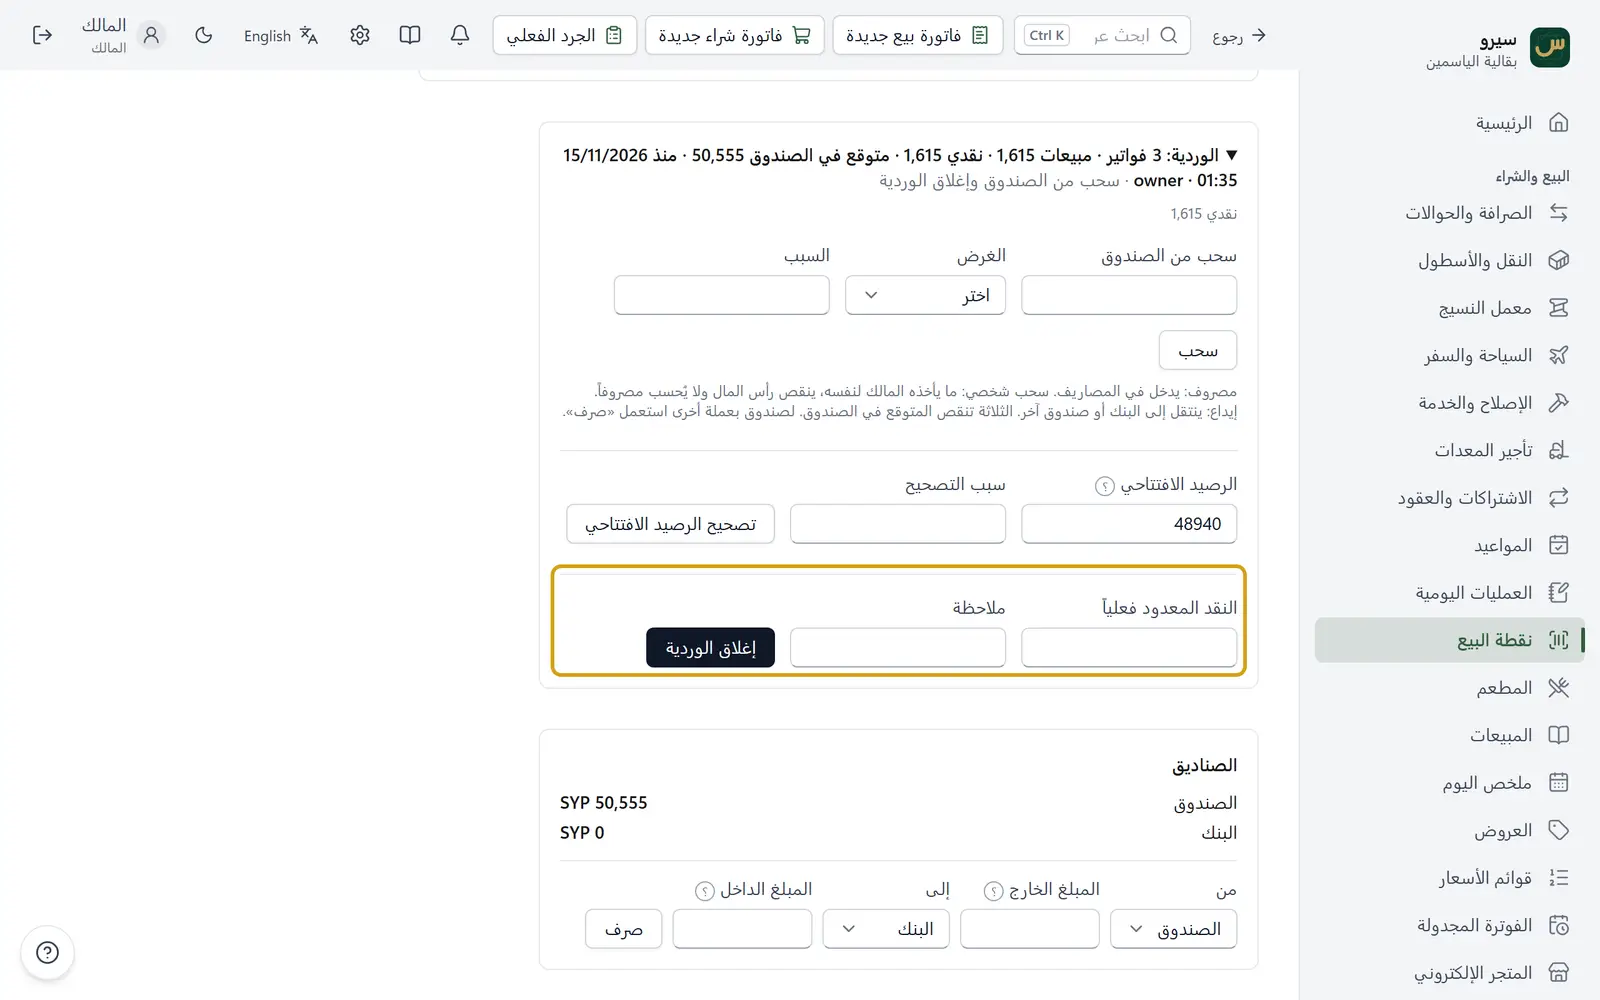 سيرو
بقالية الياسمين
رجوع
ابحث عر
Ctrl K
فاتورة بيع جديدة
فاتورة شراء جديدة
الجرد الفعلي
English
المالك
المالك
الرئيسية
البيع والشراء
الصرافة والحوالات
النقل والأسطول
معمل النسيج
السياحة والسفر
الإصلاح والخدمة
تأجير المعدات
الاشتراكات والعقود
المواعيد
العمليات اليومية
نقطة البيع
المطعم
المبيعات
ملخص اليوم
العروض
قوائم الأسعار
الفوترة المجدولة
المتجر الإلكتروني
▼ الوردية: 3 فواتير · مبيعات 1,615 · نقدي 1,615 · متوقع في الصندوق 50,555 · منذ 15/11/2026
01:35 · owner · سحب من الصندوق وإغلاق الوردية
نقدي 1,615
سحب من الصندوق
الغرض
السبب
اختر
سحب
مصروف: يدخل في المصاريف. سحب شخصي: ما يأخذه المالك لنفسه، ينقص رأس المال ولا يُحسب مصروفاً.
إيداع: ينتقل إلى البنك أو صندوق آخر. الثلاثة تنقص المتوقع في الصندوق. لصندوق بعملة أخرى استعمل «صرف».
الرصيد الافتتاحي ؟
سبب التصحيح
48940
تصحيح الرصيد الافتتاحي
النقد المعدود فعلياً
ملاحظة
إغلاق الوردية
الصناديق
الصندوق
SYP 50,555
البنك
SYP 0
من
المبلغ الخارج ؟
إلى
المبلغ الداخل ؟
الصندوق
البنك
صرف